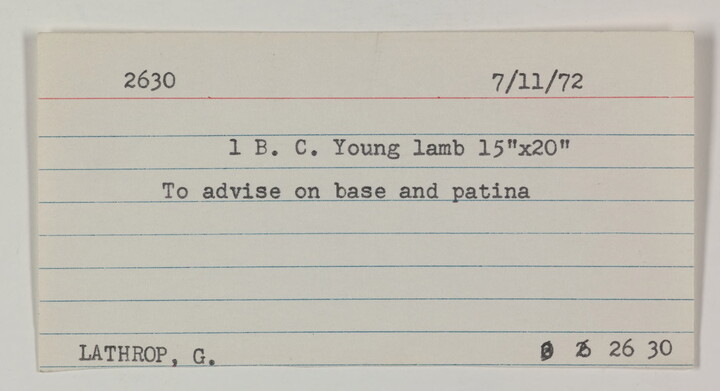 2630 7/11/72
1 B. C. Young lamb 15"x20"
To advise on base and patina
LATHROP, G. 26 30